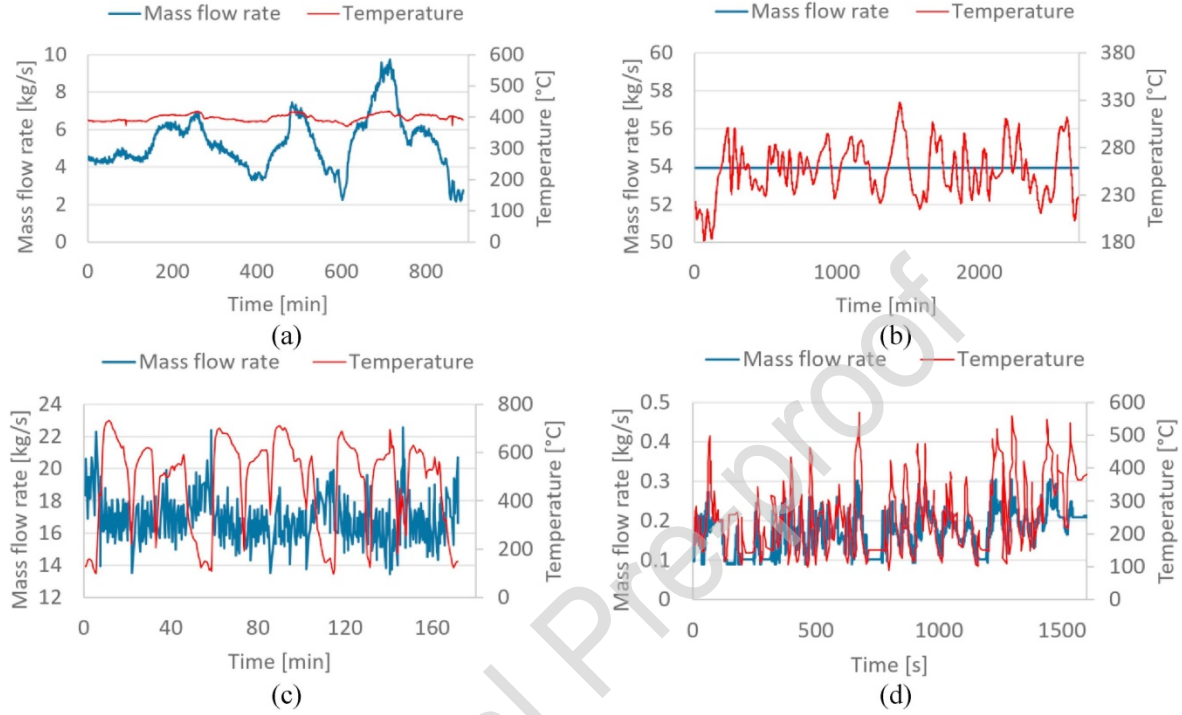 Mass flow rate Temperature
Mass flow rate [kg/s]
10
8
6
4
2
0
600
500
400
300
200
100
0
Temperature [°C]
0 200 400 600 800
Time [min]
(a)
Mass flow rate Temperature
Mass flow rate [kg/s]
60
58
56
54
52
50
380
330
280
230
180
Temperature [°C]
0 1000 2000
Time [min]
(b)
Mass flow rate Temperature
Mass flow rate [kg/s]
24
22
20
18
16
14
12
800
600
400
200
0
Temperature [°C]
0 40 80 120 160
Time [min]
(c)
Mass flow rate Temperature
Mass flow rate [kg/s]
0.5
0.4
0.3
0.2
0.1
0
600
500
400
300
200
100
0
Temperature [°C]
0 500 1000 1500
Time [s]
(d)
Pre-proof